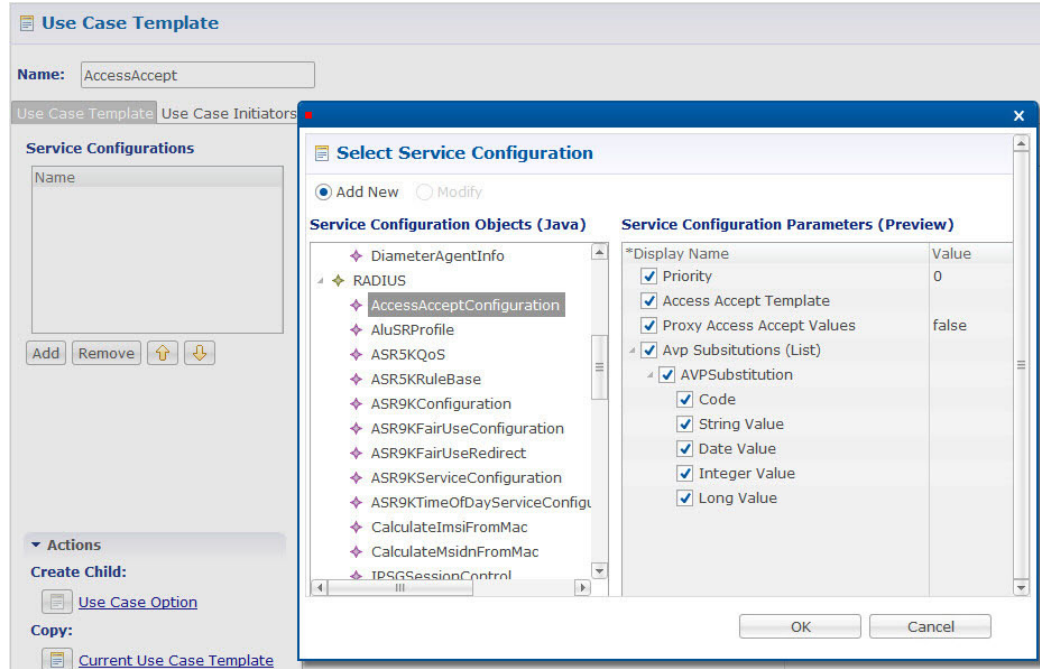 Use Case Template
Name: AccessAccept
Use Case Template Use Case Initiators
Service Configurations
Name
Add Remove
Actions
Create Child:
Use Case Option
Copy:
Current Use Case Template
x
Select Service Configuration
Add New Modify
Service Configuration Objects (Java)
DiameterAgentInfo
RADIUS
AccessAcceptConfiguration
AluSRProfile
ASR5KQoS
ASR5KRuleBase
ASR9KConfiguration
ASR9KFairUseConfiguration
ASR9KFairUseRedirect
ASR9KServiceConfiguration
ASR9KTimeOfDayServiceConfigu
CalculateImsiFromMac
CalculateMsidnFromMac
IPSGSessionControl
Service Configuration Parameters (Preview)
*Display Name Value
Priority 0
Access Accept Template
Proxy Access Accept Values false
Avp Subsitutions (List)
AVPSubstitution
Code
String Value
Date Value
Integer Value
Long Value
OK Cancel